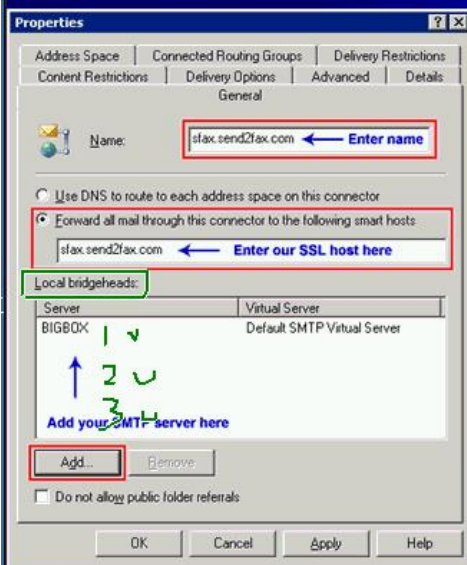 Properties
Address Space Connected Routing Groups Delivery Restrictions
Content Restrictions Delivery Options Advanced Details
General
Name: sfax.send2fax.com Enter name
Use DNS to route to each address space on this connector
Forward all mail through this connector to the following smart hosts
sfax.send2fax.com Enter our SSL host here
Local bridgeheads:
Server Virtual Server
BIGBOX 1 Default SMTP Virtual Server
2
3
Add your SMTP server here
Add... Remove
Do not allow public folder referrals
OK Cancel Apply Help